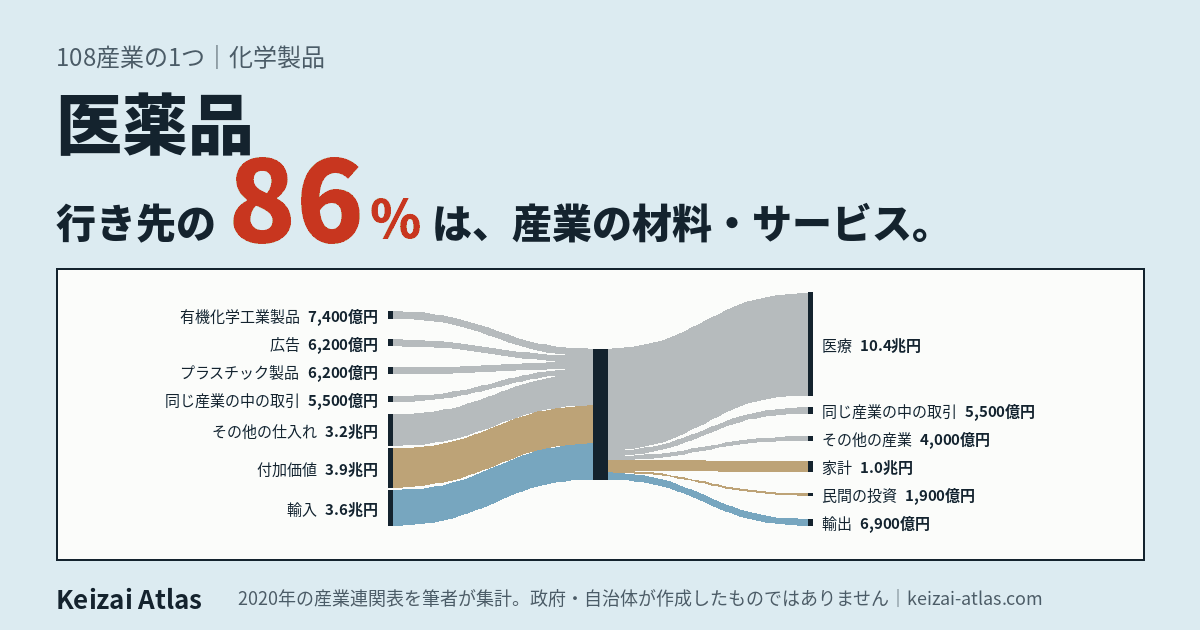 108産業の1つ｜化学製品
医薬品
行き先の 86% は、産業の材料・サービス。
有機化学工業製品 7,400億円
広告 6,200億円
プラスチック製品 6,200億円
同じ産業の中の取引 5,500億円
その他の仕入れ 3.2兆円
付加価値 3.9兆円
輸入 3.6兆円
医療 10.4兆円
同じ産業の中の取引 5,500億円
その他の産業 4,000億円
家計 1.0兆円
民間の投資 1,900億円
輸出 6,900億円
Keizai Atlas 2020年の産業連関表を筆者が集計。政府・自治体が作成したものではありません｜keizai-atlas.com